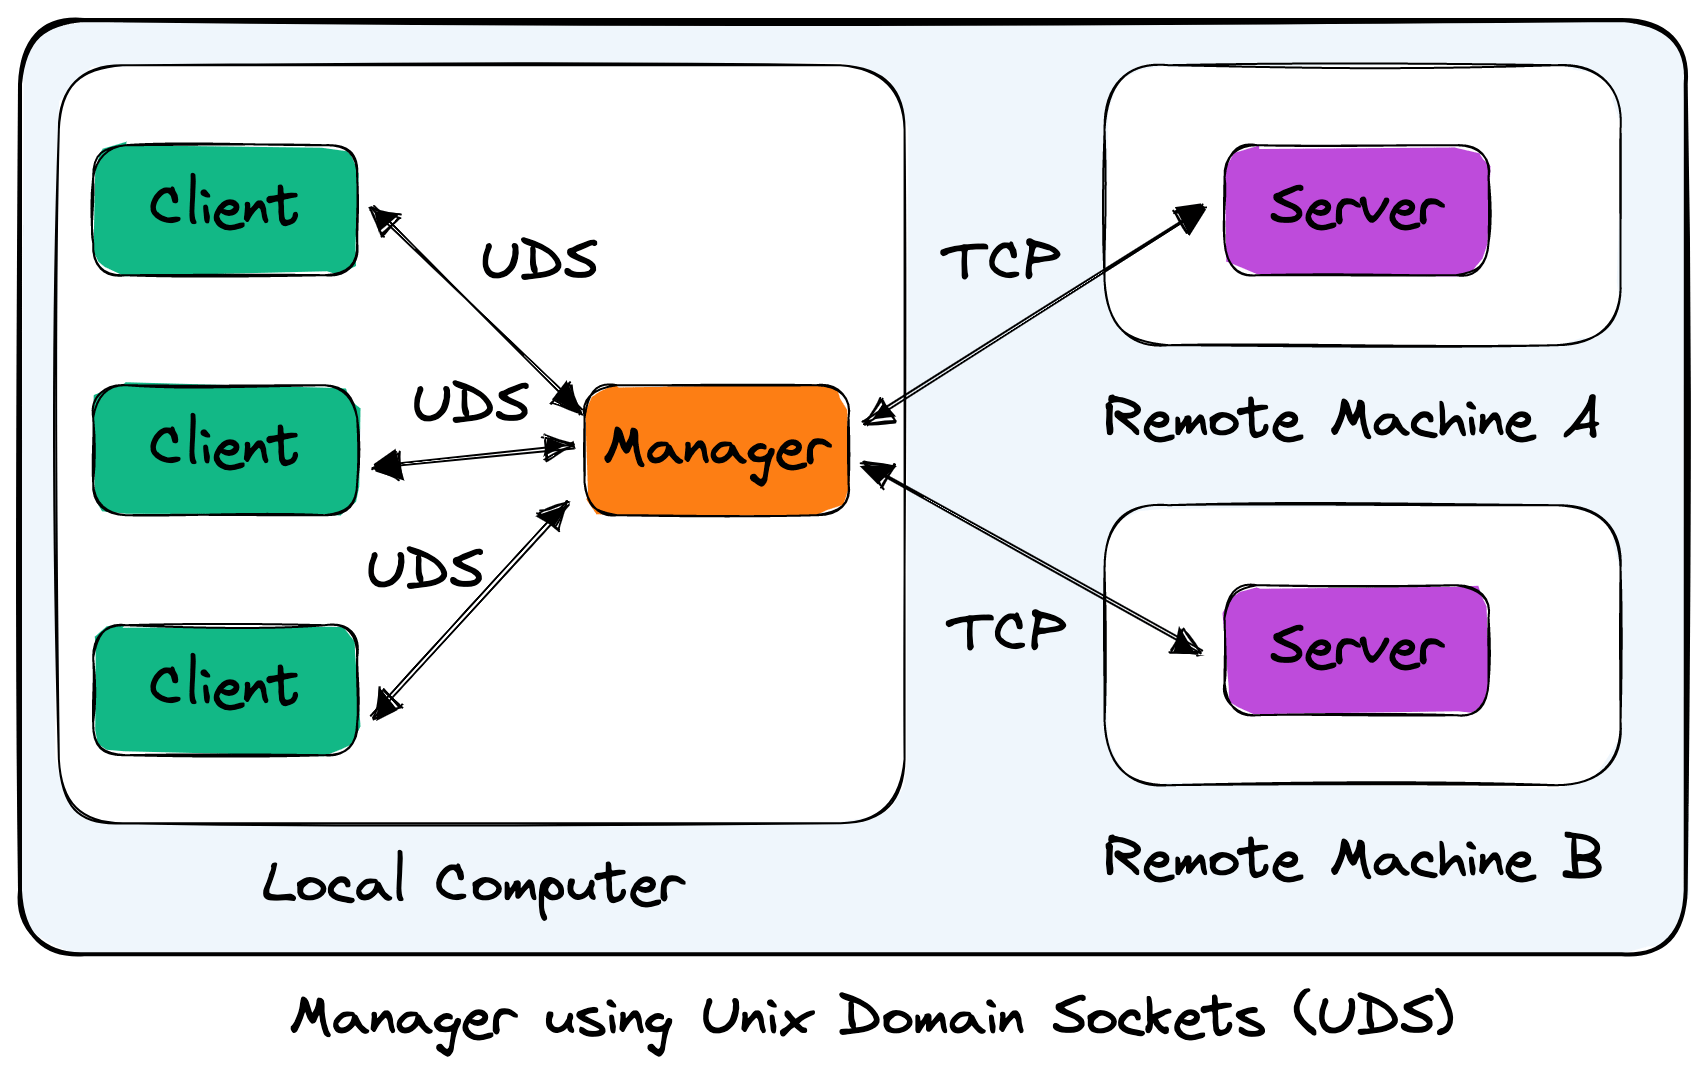 Client
UDS
TCP
Server
Client
UDS
Manager
Remote Machine A
UDS
TCP
Server
Client
Remote Machine B
Local Computer
Manager using Unix Domain Sockets (UDS)